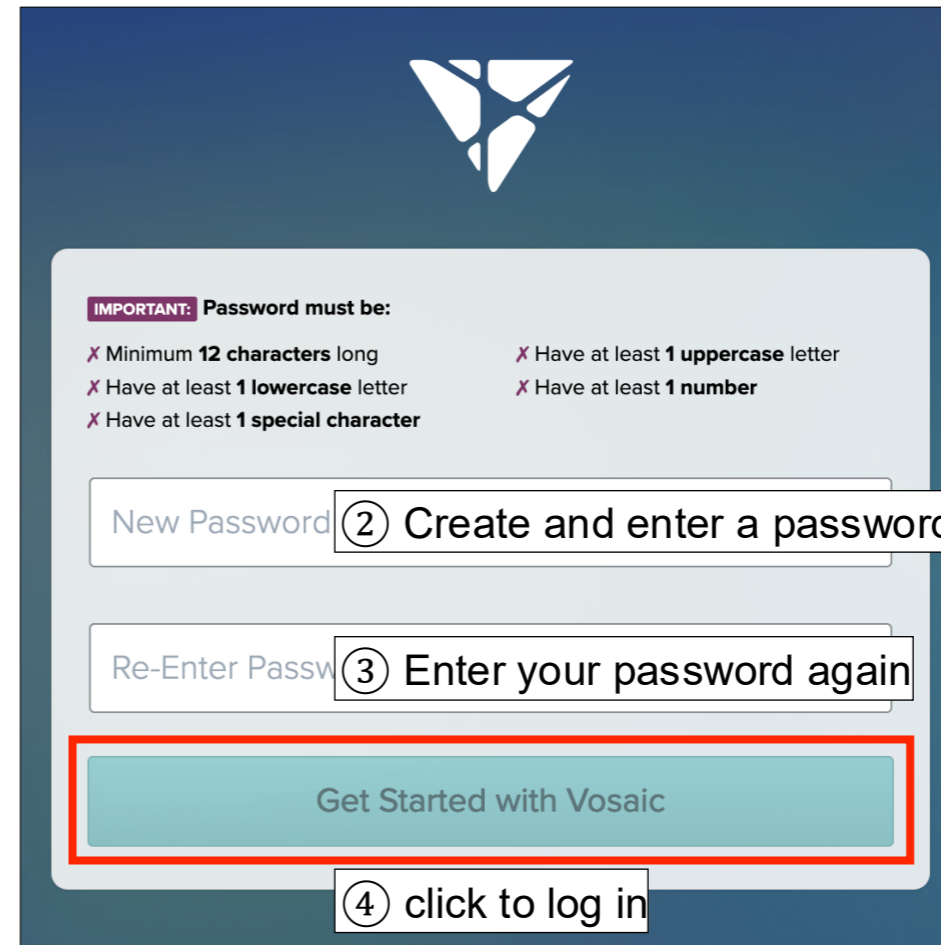 IMPORTANT: Password must be:
✗ Minimum 12 characters long
✗ Have at least 1 uppercase letter
✗ Have at least 1 lowercase letter
✗ Have at least 1 number
✗ Have at least 1 special character
New Password ② Create and enter a password
Re-Enter Passw ③ Enter your password again
Get Started with Vosaic
④ click to log in